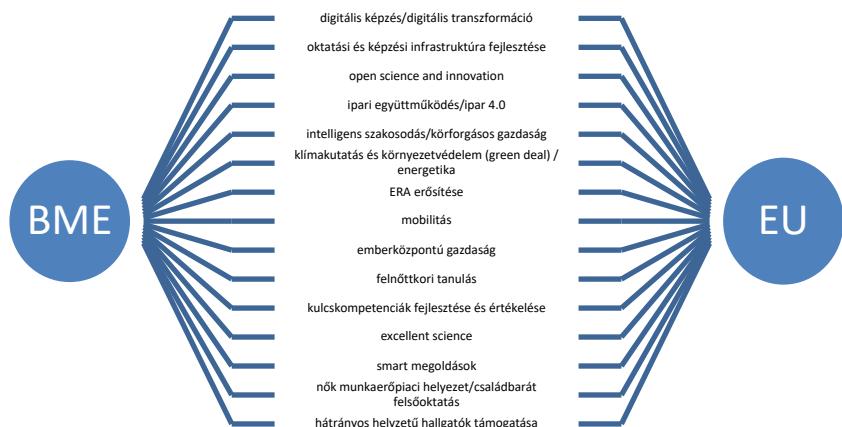 digitális képzés/digitális transzformáció
oktatási és képzési infrastruktúra fejlesztése
open science and innovation
ipari együttműködés/ipar 4.0
intelligens szakosodás/körforgásos gazdaság
klímakutatás és környezetvédelem (green deal) /
energetika
ERA erősítése
BME
mobilitás
EU
emberközpontú gazdaság
felnőttkori tanulás
kulcskompetenciák fejlesztése és értékelése
excellent science
smart megoldások
nők munkaerőpiaci helyezet/családbarát
felsőoktatás
hátrányos helyzetű hallgatók támogatása